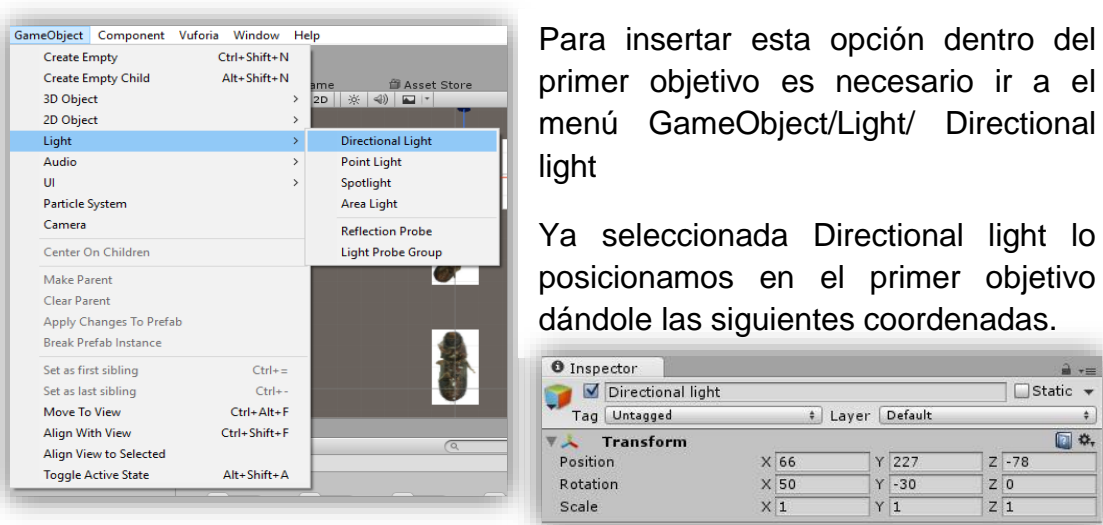 GameObject Component Vuforia Window Help
Create Empty Ctrl+Shift+N
Create Empty Child Alt+Shift+N
3D Object >
2D Object >
Light >
Audio >
UI >
Particle System
Camera
Center On Children
Make Parent
Clear Parent
Apply Changes To Prefab
Break Prefab Instance
Set as first sibling Ctrl+=
Set as last sibling Ctrl+-
Move To View Ctrl+Alt+F
Align With View Ctrl+Shift+F
Align View to Selected
Toggle Active State Alt+Shift+A
ame Asset Store
2D
Directional Light
Point Light
Spotlight
Area Light
Reflection Probe
Light Probe Group
Para insertar esta opción dentro del
primer objetivo es necesario ir a el
menú GameObject/Light/ Directional
light
Ya seleccionada Directional light lo
posicionamos en el primer objetivo
dándole las siguientes coordenadas.
Inspector
Directional light Static
Tag Untagged Layer Default
Transform
Position X 66 Y 227 Z -78
Rotation X 50 Y -30 Z 0
Scale X 1 Y 1 Z 1